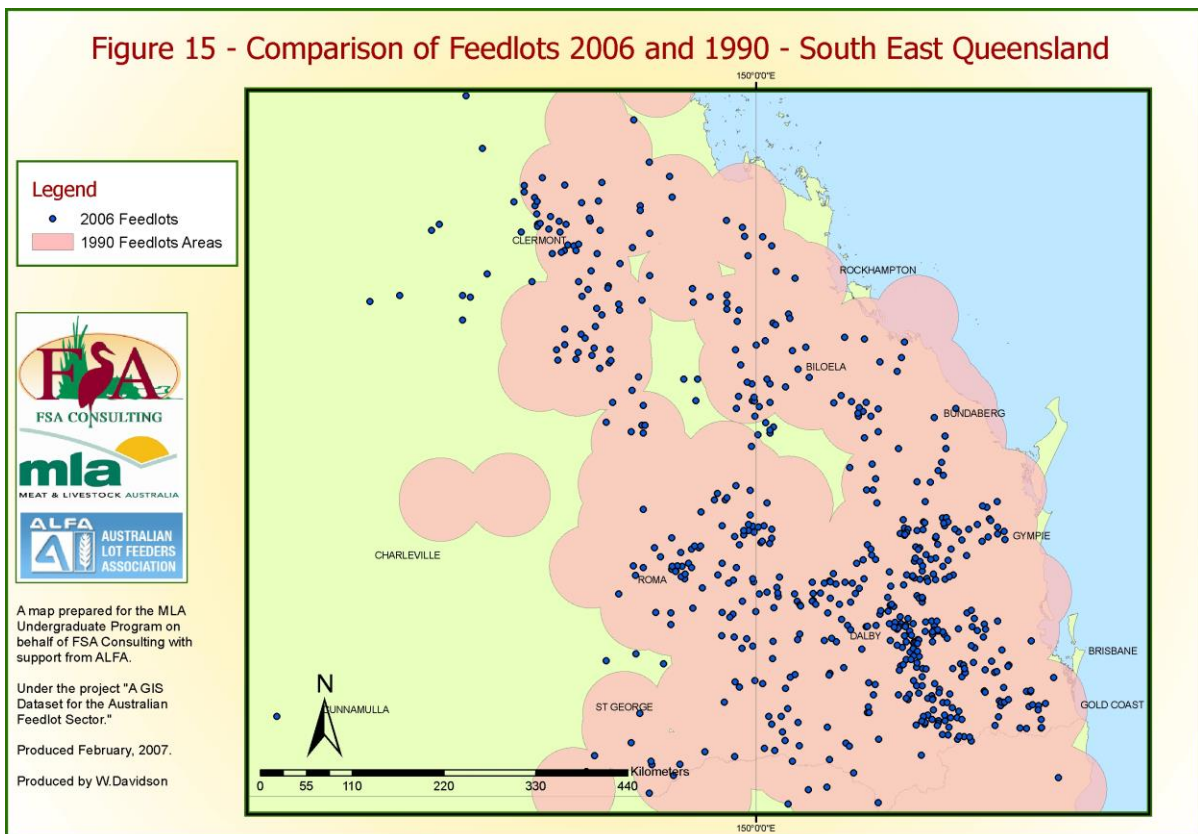 Figure 15 - Comparison of Feedlots 2006 and 1990 - South East Queensland
150°0'0"E
Legend
2006 Feedlots
1990 Feedlots Areas
FSA
FSA CONSULTING
mla
MEAT & LIVESTOCK AUSTRALIA
ALFA
AUSTRALIAN
LOT FEEDERS
ASSOCIATION
A map prepared for the MLA
Undergraduate Program on
behalf of FSA Consulting with
support from ALFA.
Under the project "A GIS
Dataset for the Australian
Feedlot Sector."
Produced February, 2007.
Produced by W.Davidson
CLERMONT
ROCKHAMPTON
BILOELA
BUNDABERG
GYMPIE
CHARLEVILLE
ROMA
DALBY
BRISBANE
ST GEORGE
GOLD COAST
N
Kilometers
0 55 110 220 330 440
150°0'0"E